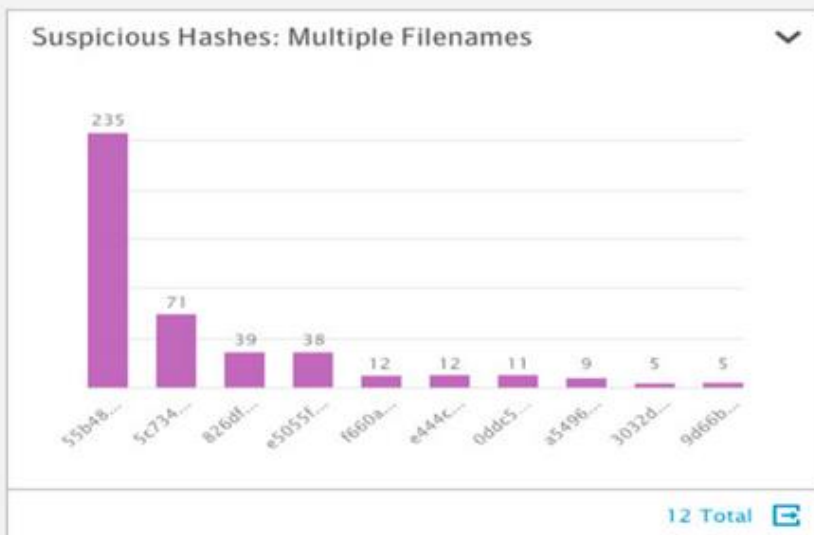 Suspicious Hashes: Multiple Filenames
235
71
39
38
12
12
11
9
5
5
55b48...
5c734...
826df...
e5055f...
f660a...
e444c...
0ddc5...
a5496...
3032d...
9d66b...
12 Total